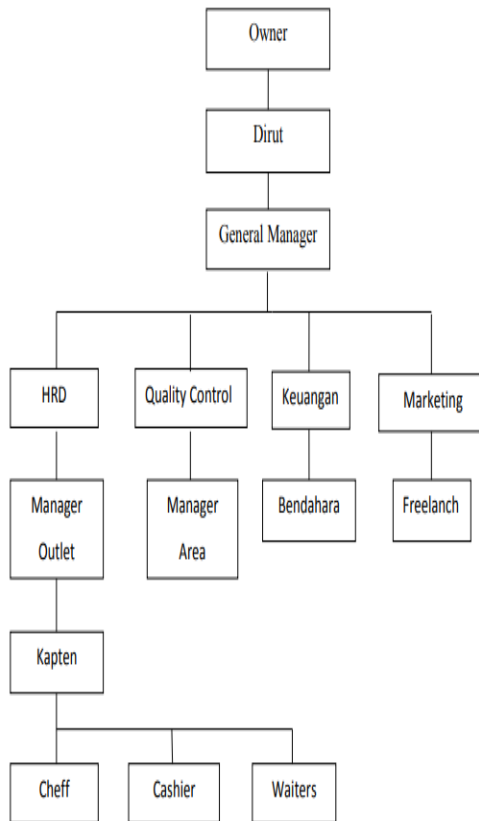 Owner
Dirut
General Manager
HRD
Quality Control
Keuangan
Marketing
Manager
Outlet
Manager
Area
Bendahara
Freelanch
Kapten
Cheff
Cashier
Waiters